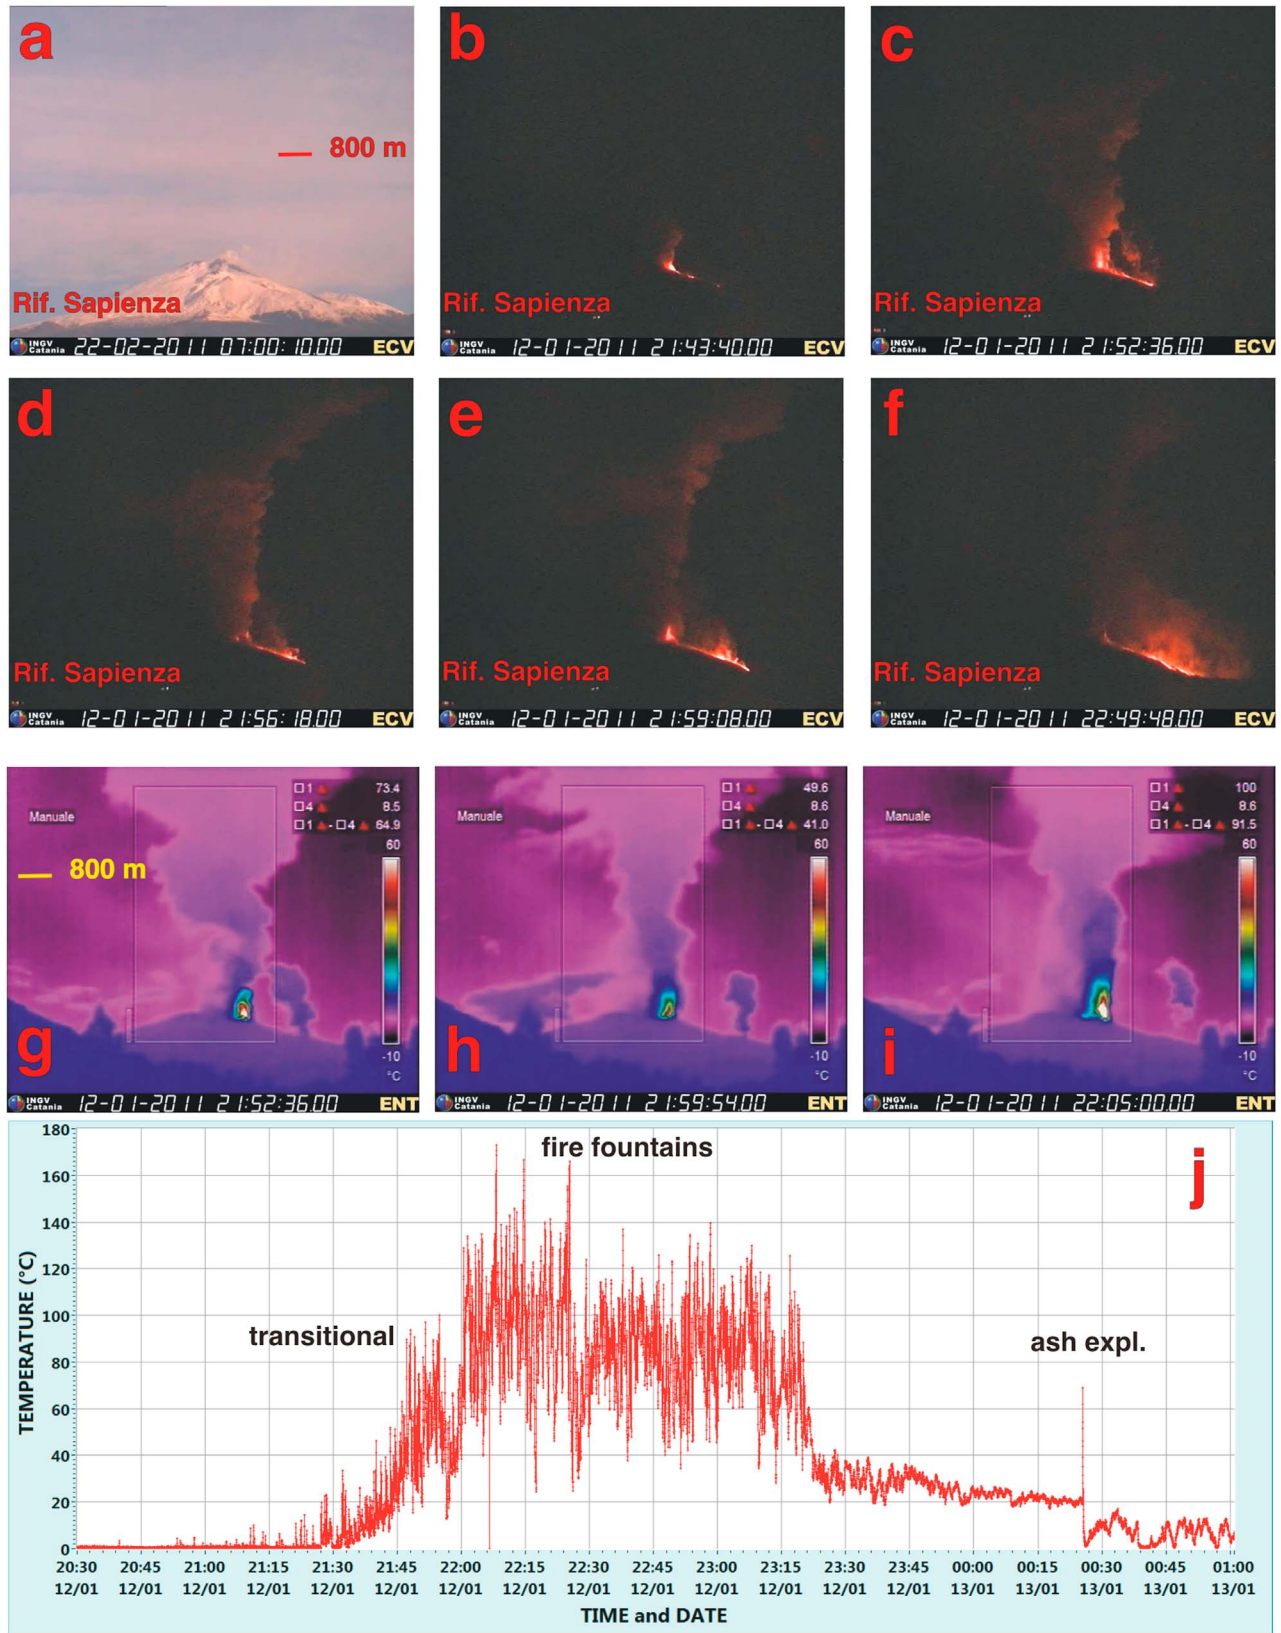 a
800 m
Rif. Sapienza
INGV Catania 22-02-2011 07:00:10.00 ECV
b
Rif. Sapienza
INGV Catania 12-01-2011 21:43:40.00 ECV
c
Rif. Sapienza
INGV Catania 12-01-2011 21:52:36.00 ECV
d
Rif. Sapienza
INGV Catania 12-01-2011 21:56:18.00 ECV
e
Rif. Sapienza
INGV Catania 12-01-2011 21:59:08.00 ECV
f
INGV Catania 12-01-2011 22:49:48.00 ECV
Manuale
800 m
□1 ▲ 73.4
□4 ▲ 8.5
□1 ▲ - □4 ▲ 64.9
60
-10
°C
g
INGV Catania 12-01-2011 21:52:36.00 ENT
Manuale
□1 ▲ 49.6
□4 ▲ 8.6
□1 ▲ - □4 ▲ 41.0
60
-10
°C
h
INGV Catania 12-01-2011 21:59:54.00 ENT
Manuale
□1 ▲ 100
□4 ▲ 8.6
□1 ▲ - □4 ▲ 91.5
60
-10
°C
i
INGV Catania 12-01-2011 22:05:00.00 ENT
j
fire fountains
transitional
ash expl.
TEMPERATURE (°C)
180
160
140
120
100
80
60
40
20
0
20:30 20:45 21:00 21:15 21:30 21:45 22:00 22:15 22:30 22:45 23:00 23:15 23:30 23:45 00:00 00:15 00:30 00:45 01:00
12/01 12/01 12/01 12/01 12/01 12/01 12/01 12/01 12/01 12/01 12/01 12/01 12/01 12/01 13/01 13/01 13/01 13/01 13/01
TIME and DATE